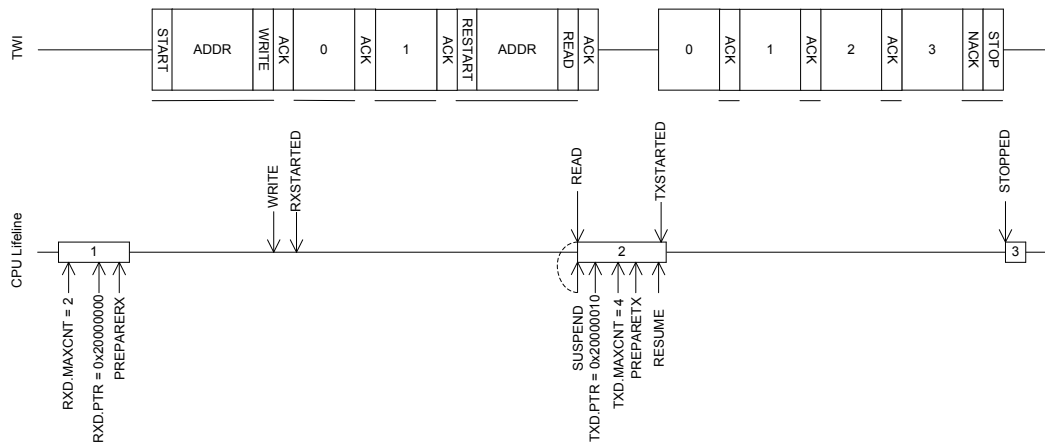 TWI
START
ADDR
WRITE
ACK
0
ACK
1
ACK
RESTART
ADDR
READ
ACK
0
ACK
1
ACK
2
ACK
3
NACK
STOP
CPU Lifeline
WRITE
RXSTARTED
READ
TXSTARTED
STOPPED
1
2
3
RXD.MAXCNT = 2
RXD.PTR = 0x20000000
PREPARERX
SUSPEND
TXD.PTR = 0x20000010
TXD.MAXCNT = 4
PREPARETX
RESUME